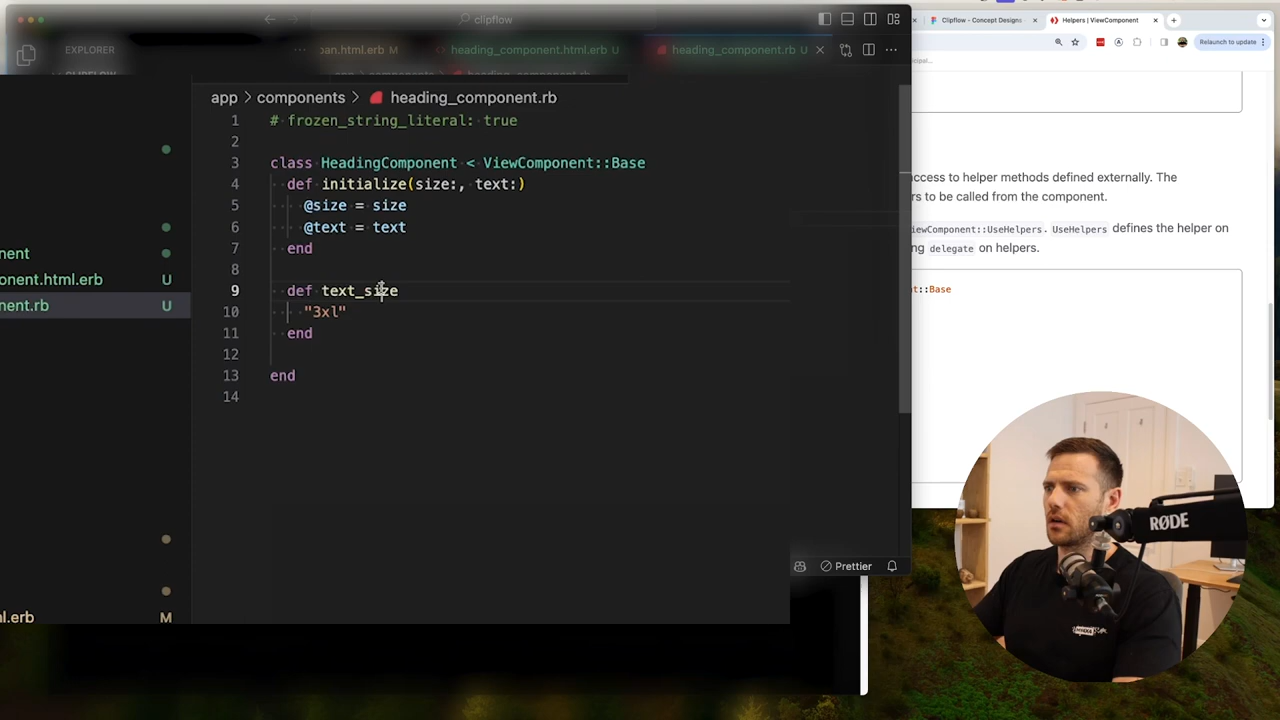 clipflow
Clipflow - Concept Designs
Helpers | ViewComponent
Relaunch to update
EXPLORER
heading_component.html.erb U
heading_component.rb U
app > components > heading_component.rb
1 # frozen_string_literal: true
2
3 class HeadingComponent < ViewComponent::Base
4 def initialize(size:, text:)
5 @size = size
6 @text = text
7 end
8
9 def text_size
10 "3xl"
11 end
12
13 end
14
onent.html.erb U
nent.rb U
M
Prettier
access to helper methods defined externally. The
rs to be called from the component.
iewComponent::UseHelpers. UseHelpers defines the helper on
ng delegate on helpers.
nt::Base
RØDE